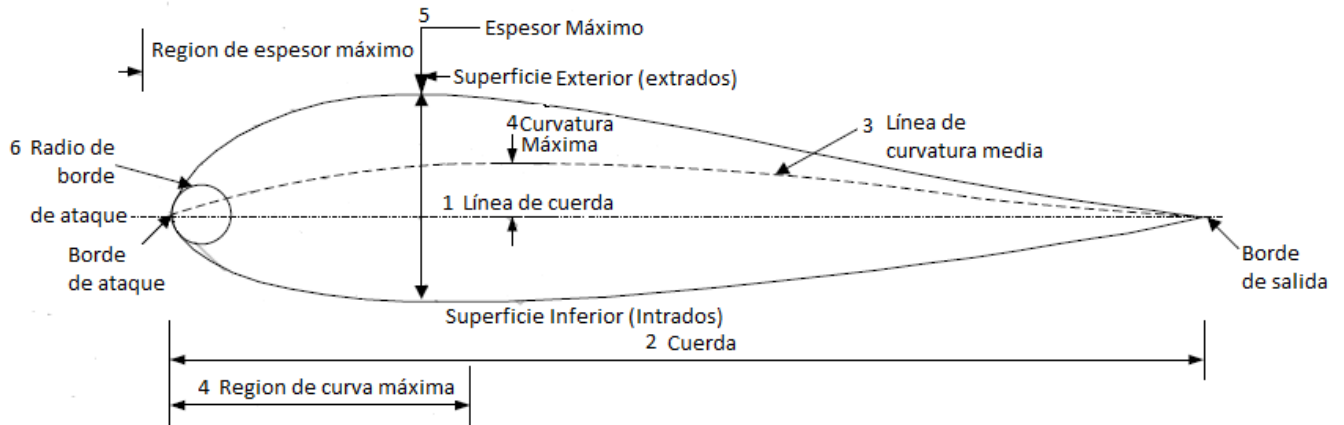 5
Espesor Máximo
Region de espesor máximo
Superficie Exterior (extrados)
4 Curvatura
Máxima
3 Línea de
curvatura media
6 Radio de
borde
de ataque
1 Línea de cuerda
Borde
de ataque
Borde
de salida
Superficie Inferior (Intrados)
2 Cuerda
4 Region de curva máxima